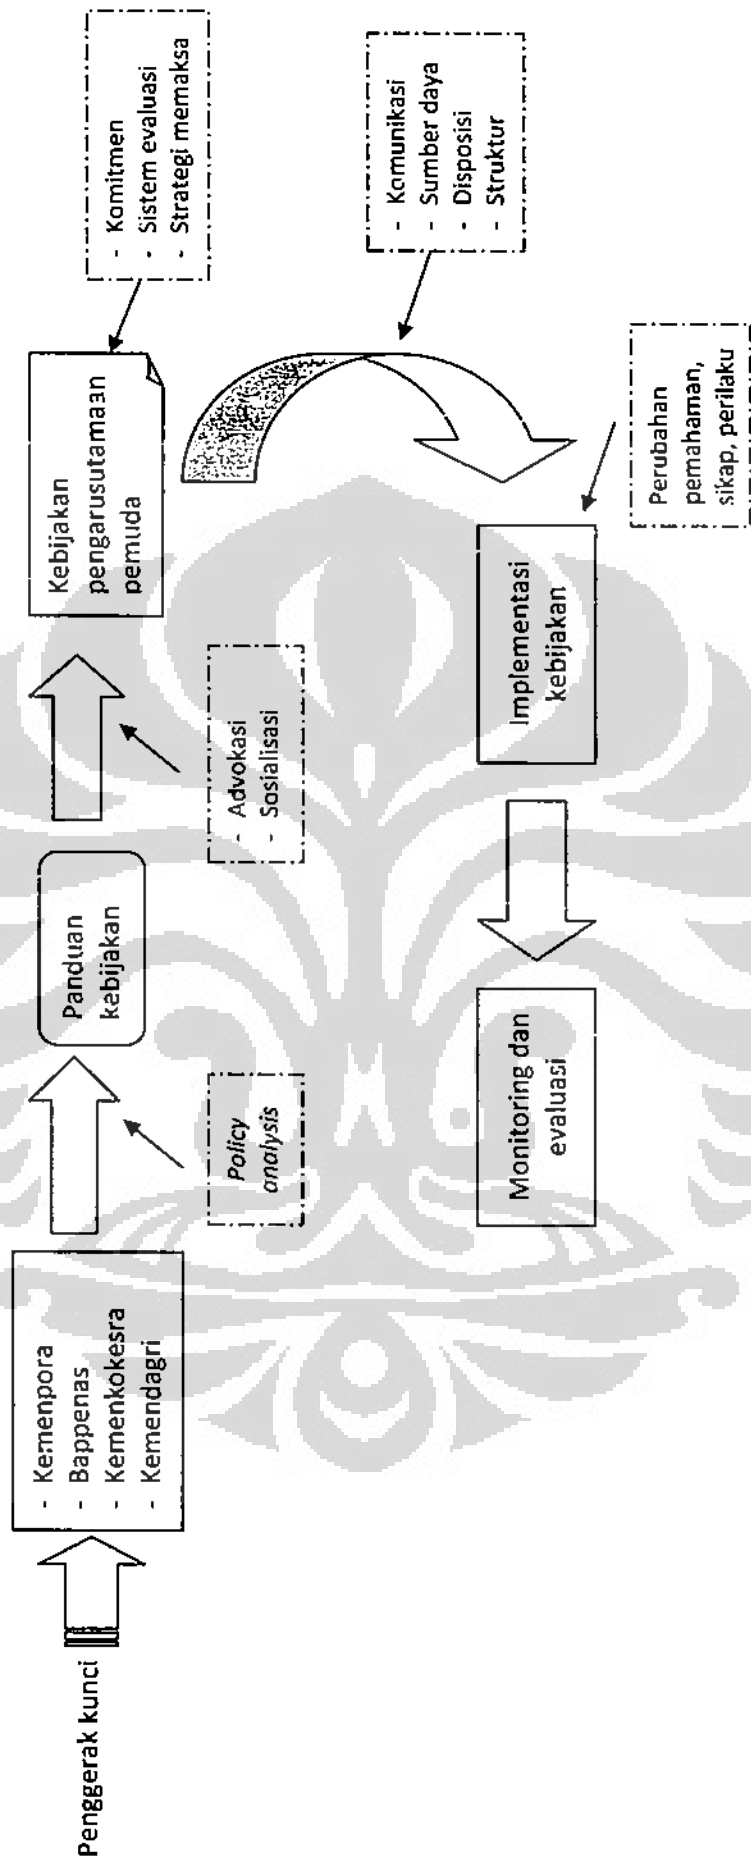 Penggerak kunci
- Kemenpora
- Bappenas
- Kemenkokesra
- Kemendagri
Policy
analysis
Panduan
kebijakan
- Advokasi
- Sosialisasi
Kebijakan
pengarusutamaan
pemuda
- Komitmen
- Sistem evaluasi
- Strategi memaksa
- Komunikasi
- Sumber daya
- Disposisi
- Struktur
Implementasi
kebijakan
Perubahan
pemahaman,
sikap, perilaku
Monitoring dan
evaluasi